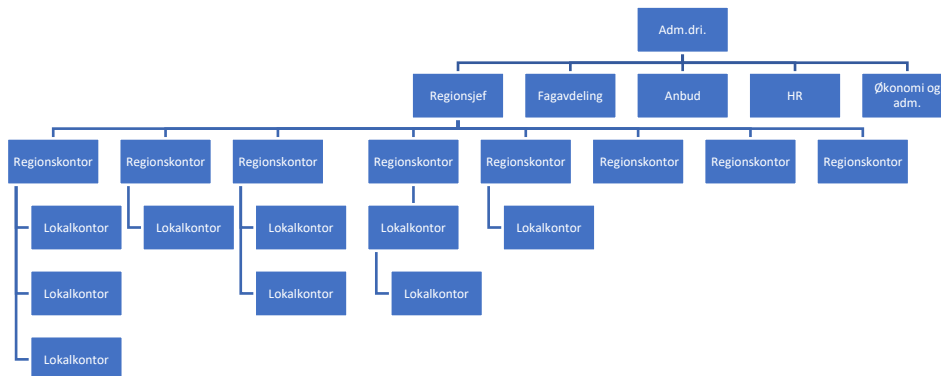 Adm.dri.
Regionsjef
Fagavdeling
Anbud
HR
Økonomi og
adm.
Regionskontor
Regionskontor
Regionskontor
Regionskontor
Regionskontor
Regionskontor
Regionskontor
Regionskontor
Lokalkontor
Lokalkontor
Lokalkontor
Lokalkontor
Lokalkontor
Lokalkontor
Lokalkontor
Lokalkontor
Lokalkontor